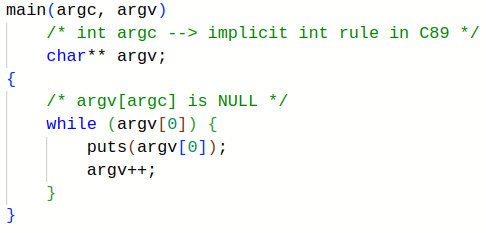 main(argc, argv)
    /* int argc --> implicit int rule in C89 */
    char** argv;
{
    /* argv[argc] is NULL */
    while (argv[0]) {
        puts(argv[0]);
        argv++;
    }
}